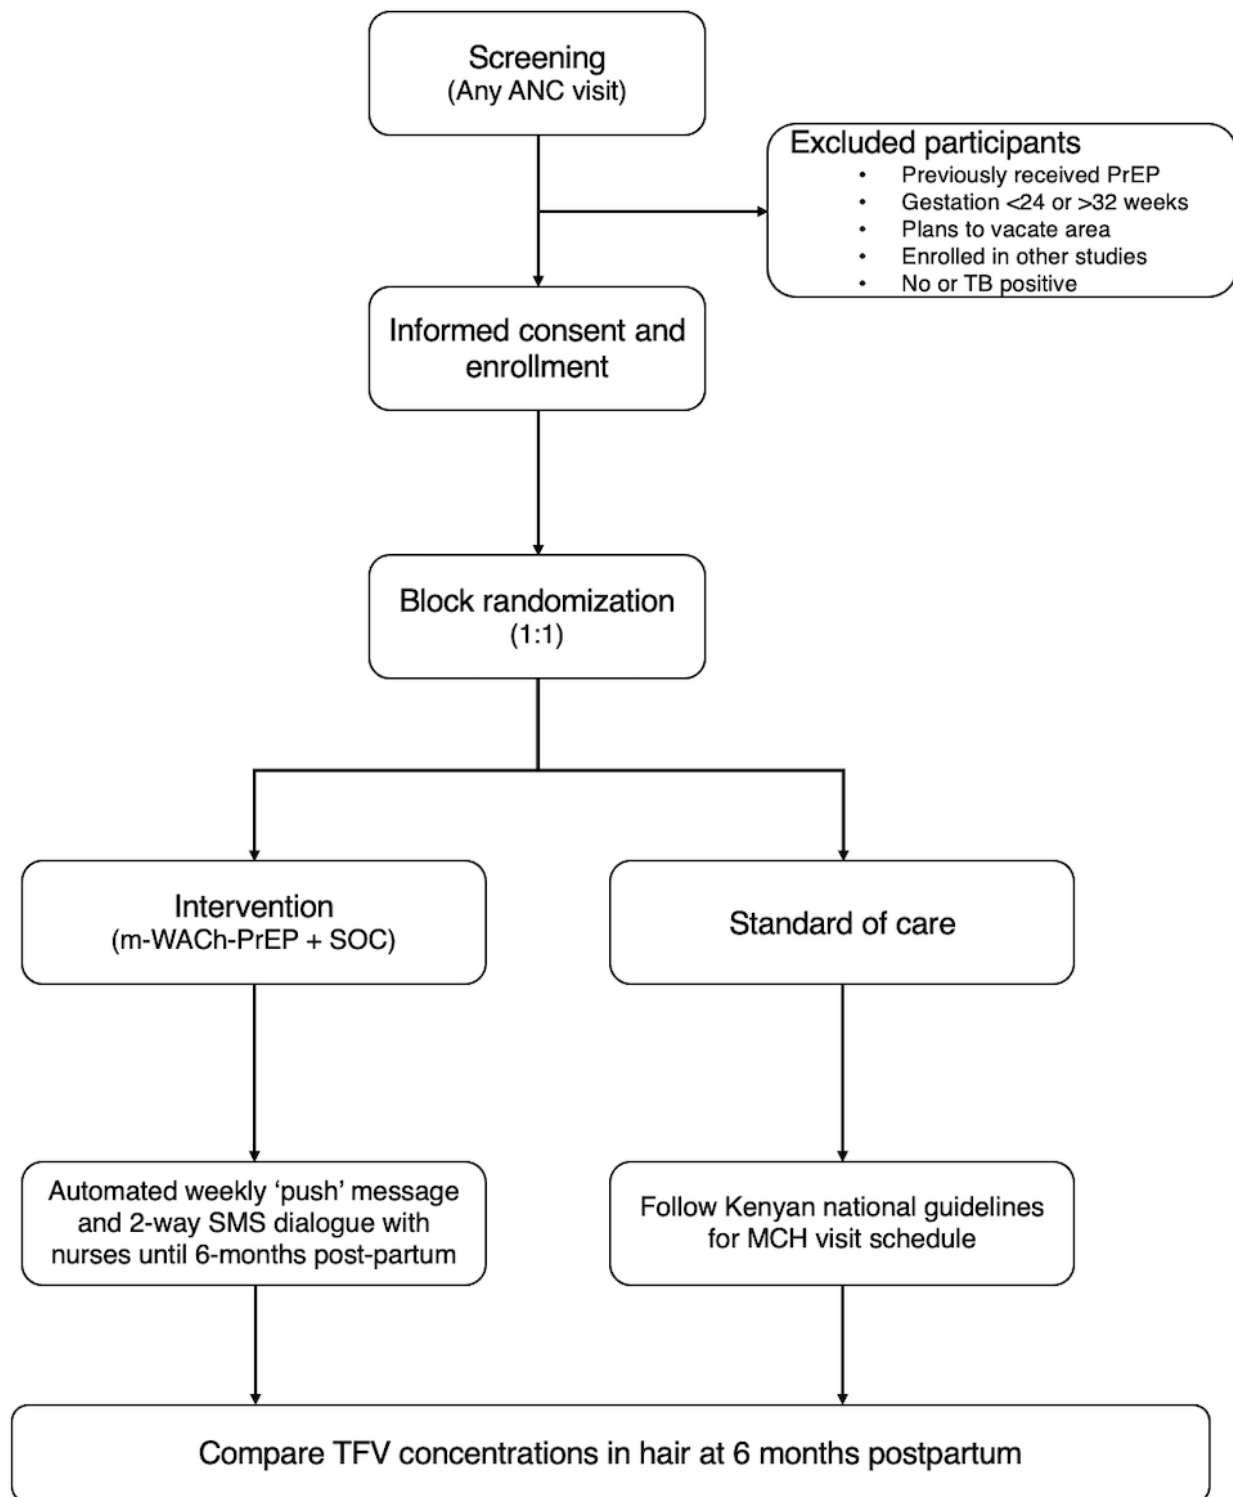 Screening
(Any ANC visit)
Excluded participants
• Previously received PrEP
• Gestation <24 or >32 weeks
• Plans to vacate area
• Enrolled in other studies
• No or TB positive
Informed consent and
enrollment
Block randomization
(1:1)
Intervention
(m-WACh-PrEP + SOC)
Standard of care
Automated weekly ‘push’ message
and 2-way SMS dialogue with
nurses until 6-months post-partum
Follow Kenyan national guidelines
for MCH visit schedule
Compare TFV concentrations in hair at 6 months postpartum